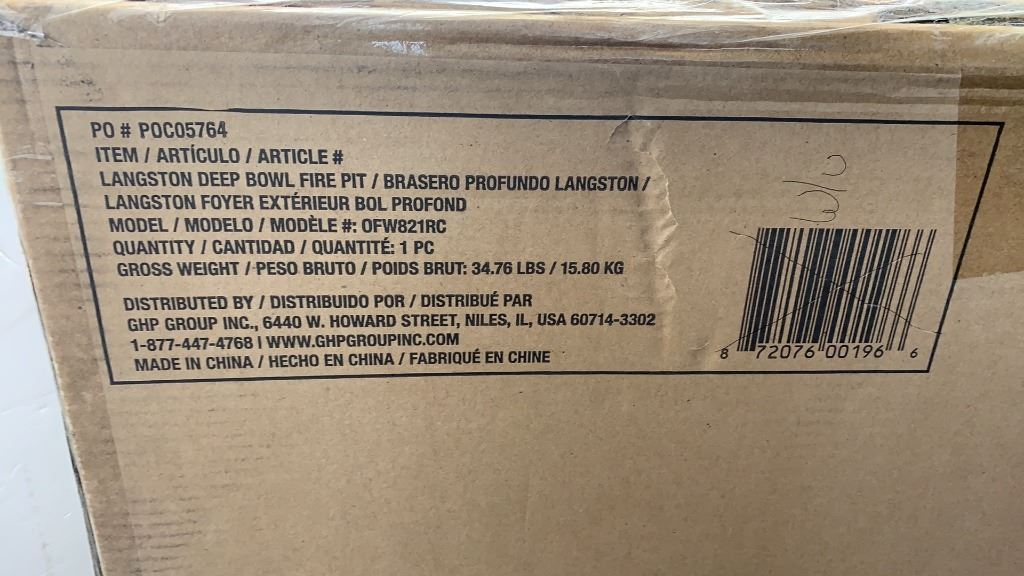 PO # POC05764
ITEM / ARTÍCULO / ARTICLE #
LANGSTON DEEP BOWL FIRE PIT / BRASERO PROFUNDO LANGSTON /
LANGSTON FOYER EXTÉRIEUR BOL PROFOND
MODEL / MODELO / MODÈLE #: OFW821RC
QUANTITY / CANTIDAD / QUANTITÉ: 1 PC
GROSS WEIGHT / PESO BRUTO / POIDS BRUT: 34.76 LBS / 15.80 KG
DISTRIBUTED BY / DISTRIBUIDO POR / DISTRIBUÉ PAR
GHP GROUP INC., 6440 W. HOWARD STREET, NILES, IL, USA 60714-3302
1-877-447-4768 | WWW.GHPGROUPINC.COM
MADE IN CHINA / HECHO EN CHINA / FABRIQUÉ EN CHINE
8 72076 00196 6